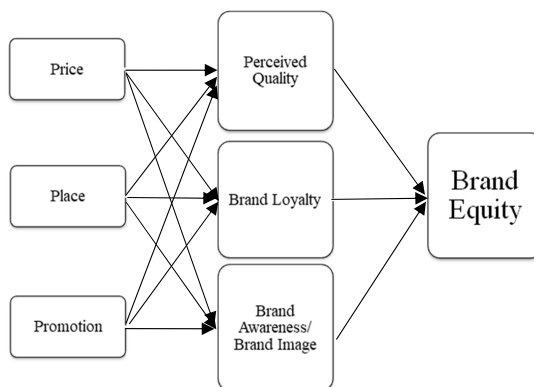 Price
Perceived
Quality
Place
Brand Loyalty
Brand
Equity
Promotion
Brand
Awareness/
Brand Image